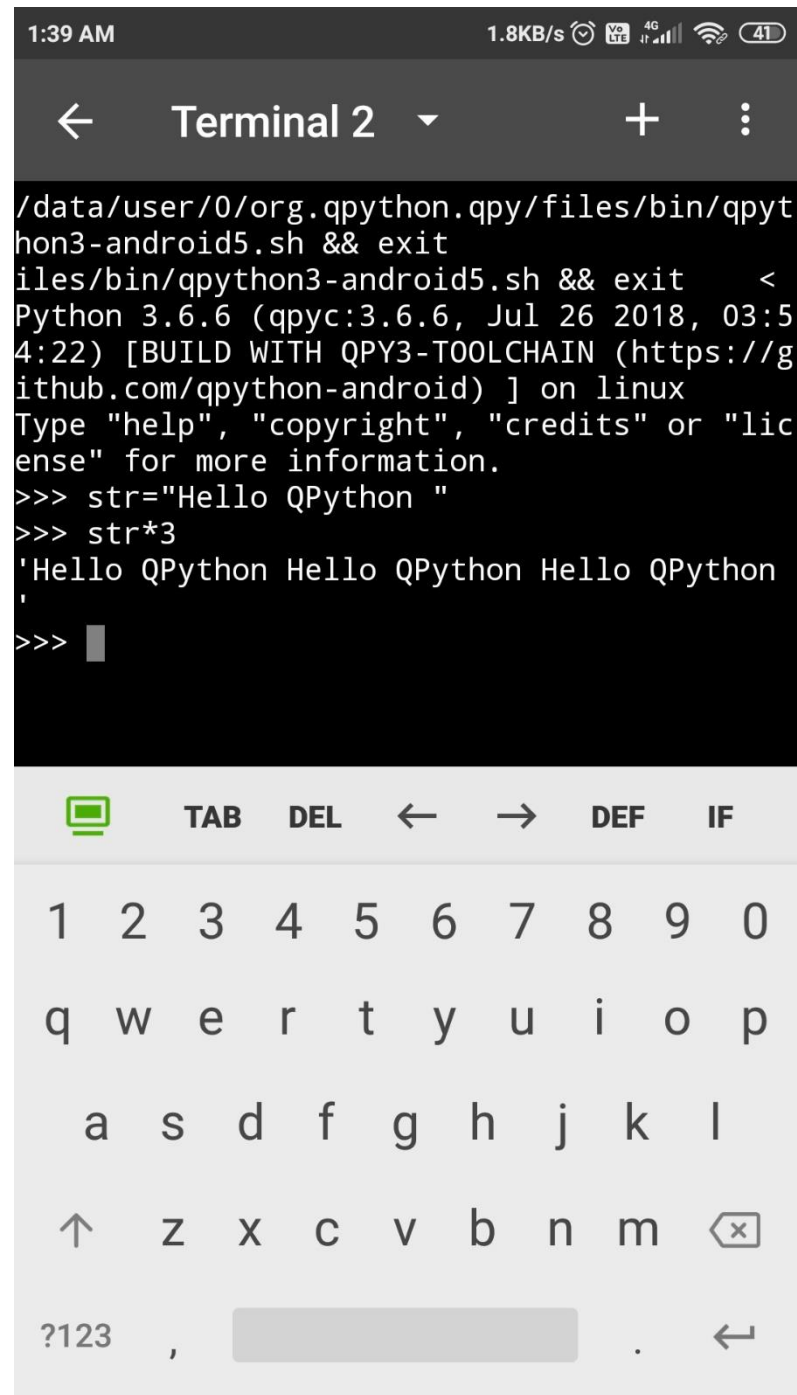 1:39 AM 1.8KB/s Vo LTE 4G 41
Terminal 2
/data/user/0/org.qpython.qpy/files/bin/qpyt
hon3-android5.sh && exit
iles/bin/qpython3-android5.sh && exit    <
Python 3.6.6 (qpyc:3.6.6, Jul 26 2018, 03:5
4:22) [BUILD WITH QPY3-TOOLCHAIN (https://g
ithub.com/qpython-android) ] on linux
Type "help", "copyright", "credits" or "lic
ense" for more information.
>>> str="Hello QPython "
>>> str*3
'Hello QPython Hello QPython Hello QPython
'
>>>
TAB DEL ← → DEF IF
1 2 3 4 5 6 7 8 9 0
q w e r t y u i o p
a s d f g h j k l
z x c v b n m
?123 , .